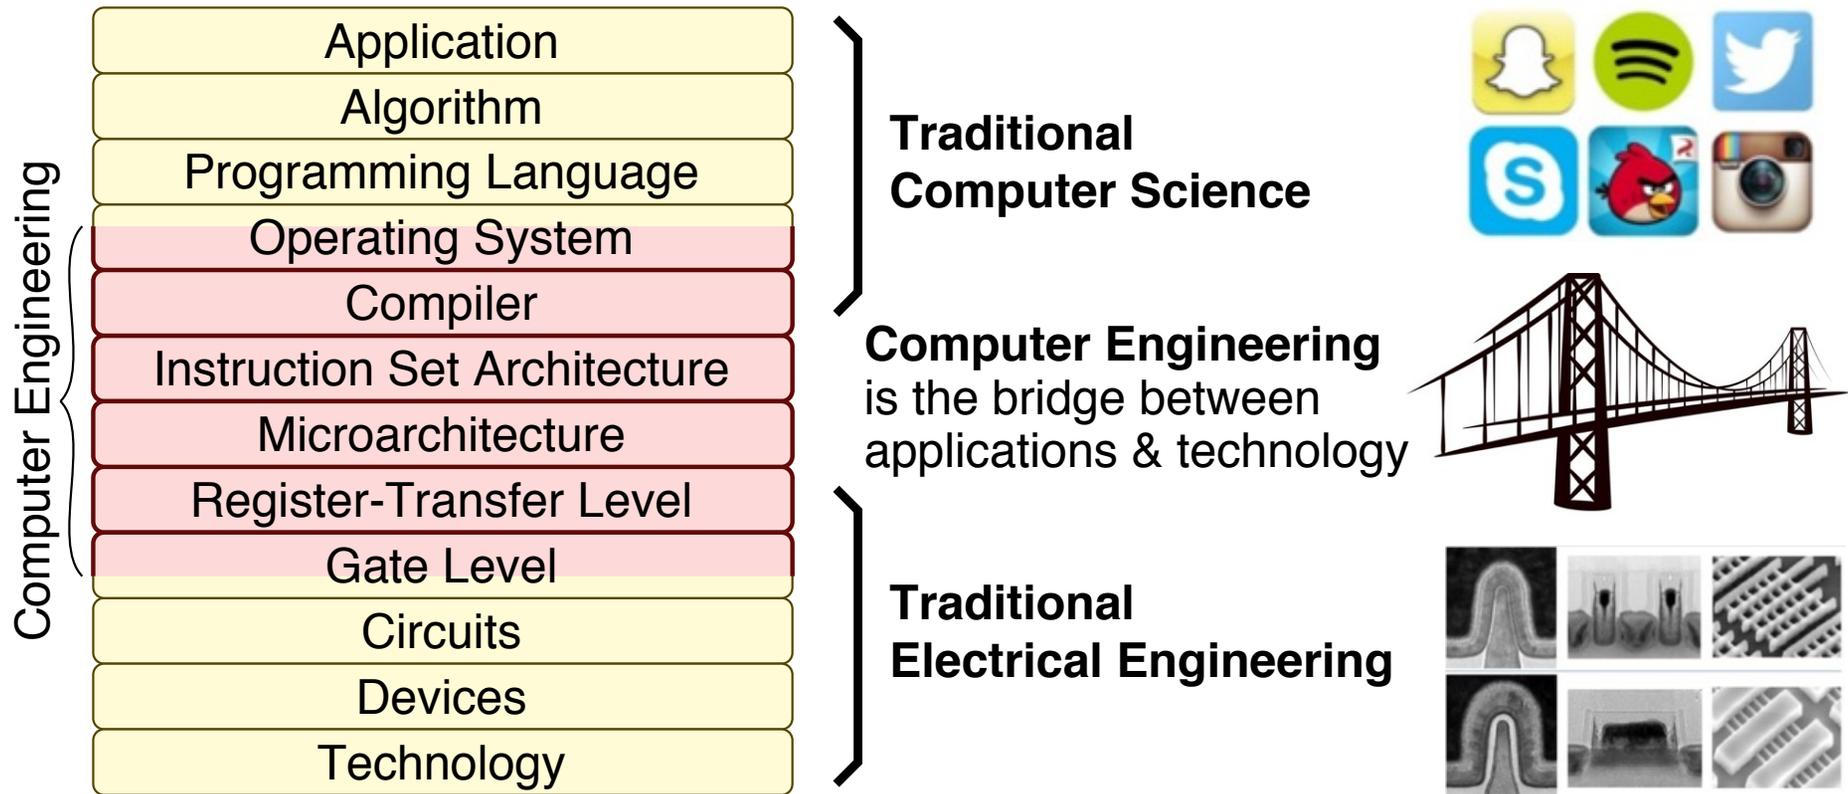 Computer Engineering
Application
Algorithm
Programming Language
Operating System
Compiler
Instruction Set Architecture
Microarchitecture
Register-Transfer Level
Gate Level
Circuits
Devices
Technology
Traditional
Computer Science
Computer Engineering
is the bridge between
applications & technology
Traditional
Electrical Engineering